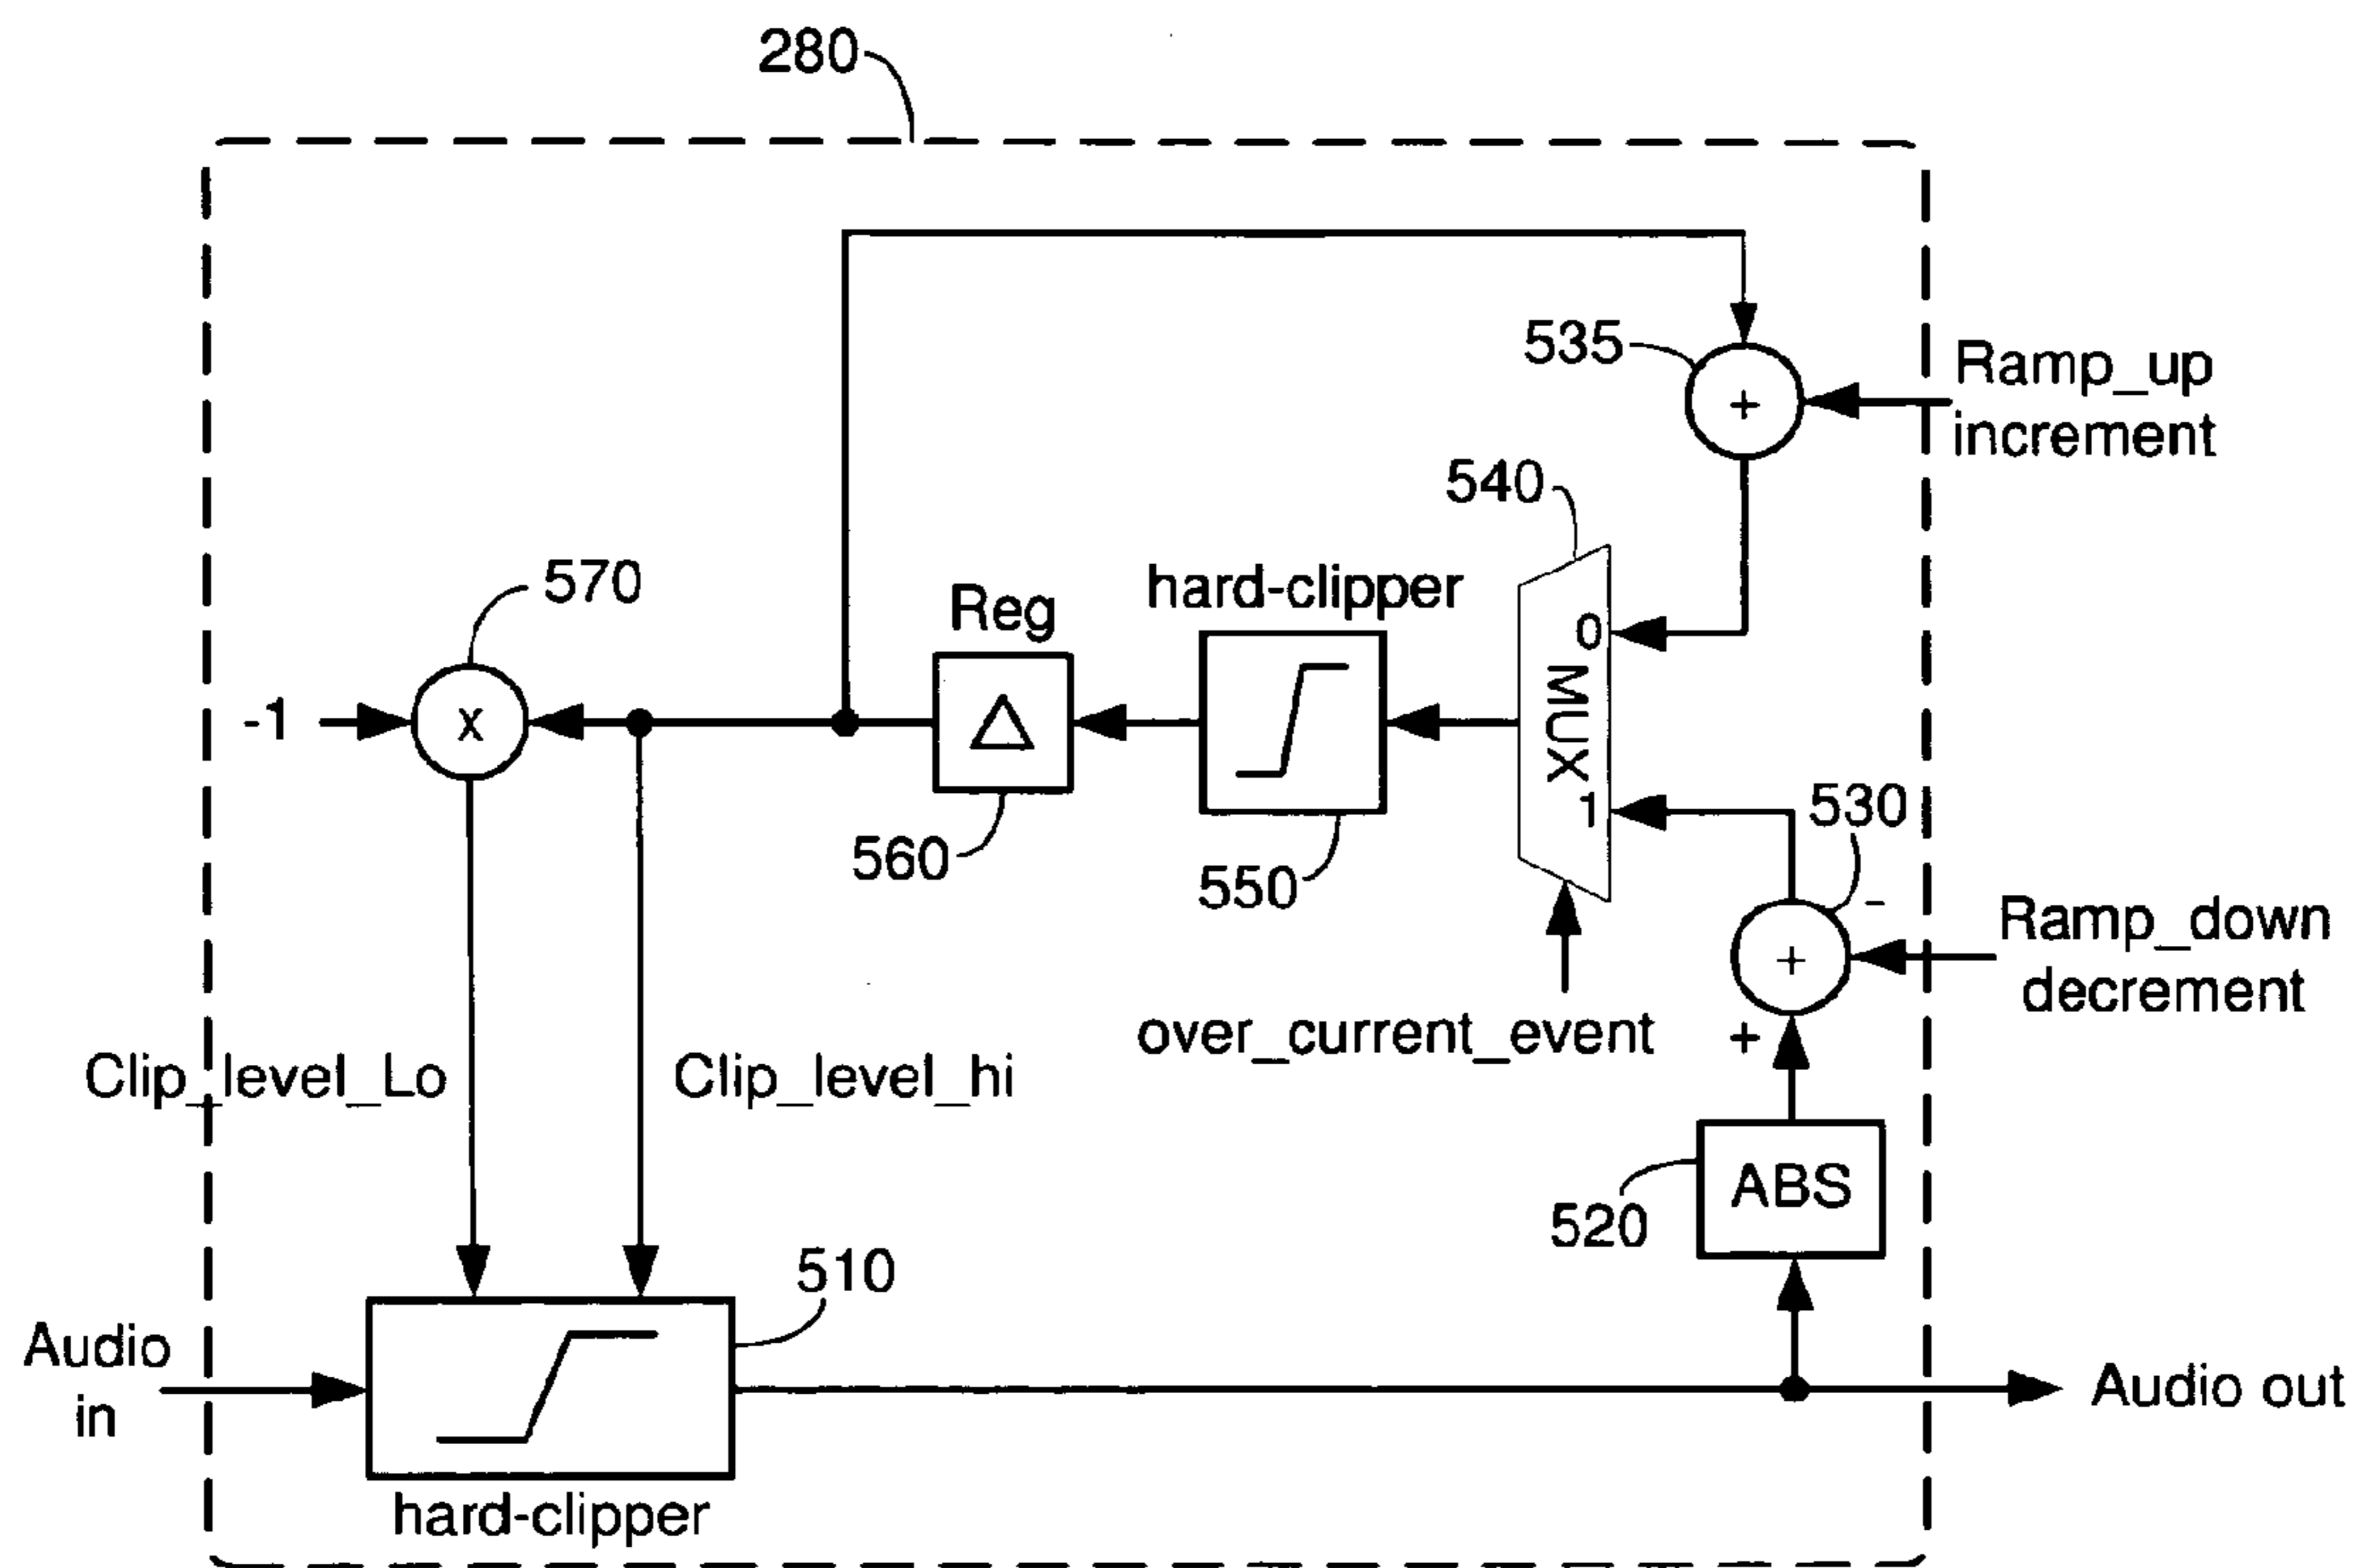 280
535
+
Ramp_up
increment
540
570
Reg
hard-clipper
0
MUX
1
-1
x
Δ
560
550
530
-
+
Ramp_down
decrement
+
over_current_event
Clip_level_Lo
Clip_level_hi
ABS
520
510
Audio
in
Audio out
hard-clipper